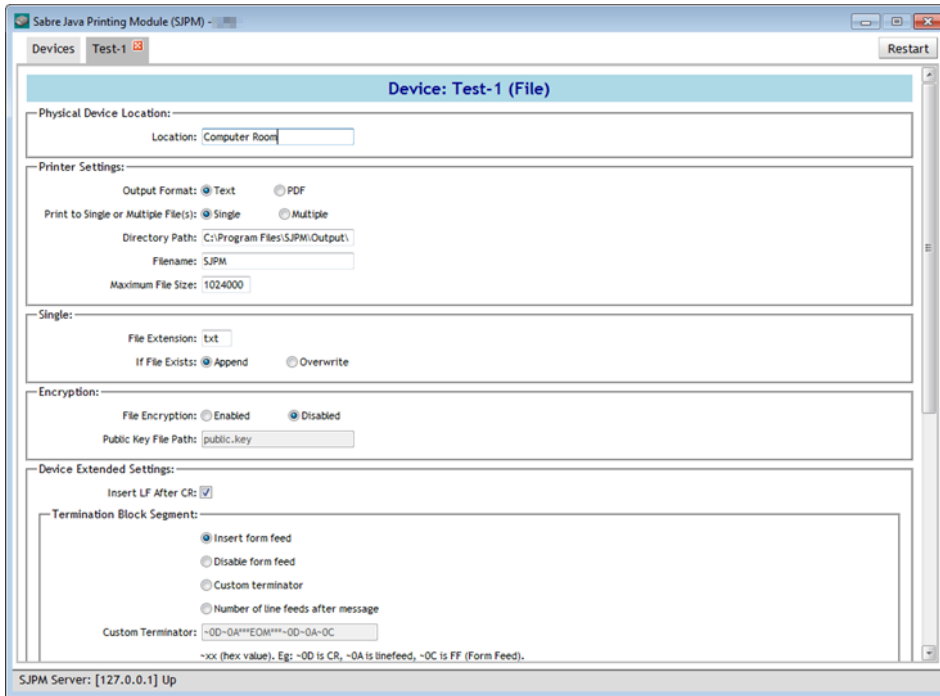 Sabre Java Printing Module (SJPM) -
Devices Test-1 Restart
Device: Test-1 (File)
Physical Device Location:
Location: Computer Room
Printer Settings:
Output Format: Text PDF
Print to Single or Multiple File(s): Single Multiple
Directory Path: C:\Program Files\SJPM\Output\
Filename: SJPM
Maximum File Size: 1024000
Single:
File Extension: txt
If File Exists: Append Overwrite
Encryption:
File Encryption: Enabled Disabled
Public Key File Path: public.key
Device Extended Settings:
Insert LF After CR:
Termination Block Segment:
Insert form feed
Disable form feed
Custom terminator
Number of line feeds after message
Custom Terminator: ~0D~0A***EOM***~0D~0A~0C
~xx (hex value). Eg: ~0D is CR, ~0A is linefeed, ~0C is FF (Form Feed).
SJPM Server: [127.0.0.1] Up